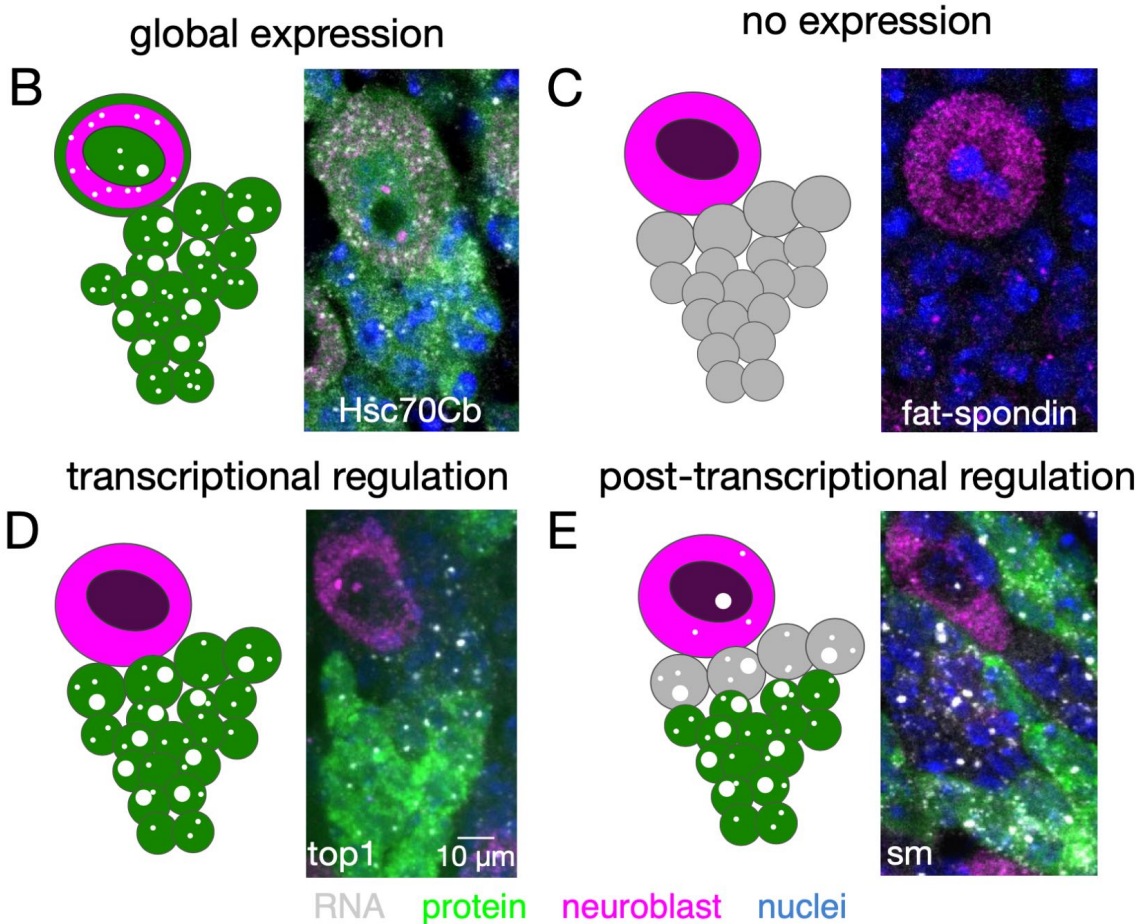 global expression
no expression
B
C
Hsc70Cb
fat-spondin
transcriptional regulation
post-transcriptional regulation
D
E
top1
10 µm
sm
RNA protein neuroblast nuclei